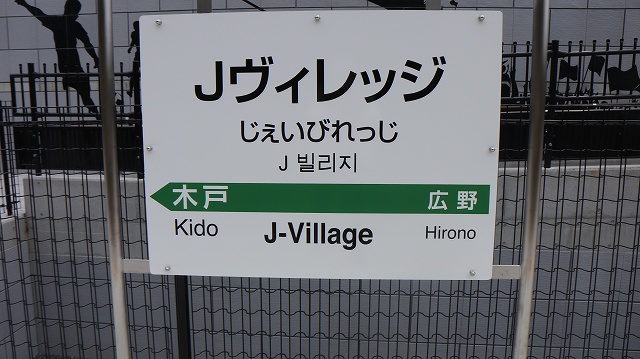 Jヴィレッジ
じぇいびれっじ
J 빌리지
木戸 広野
Kido J-Village Hirono